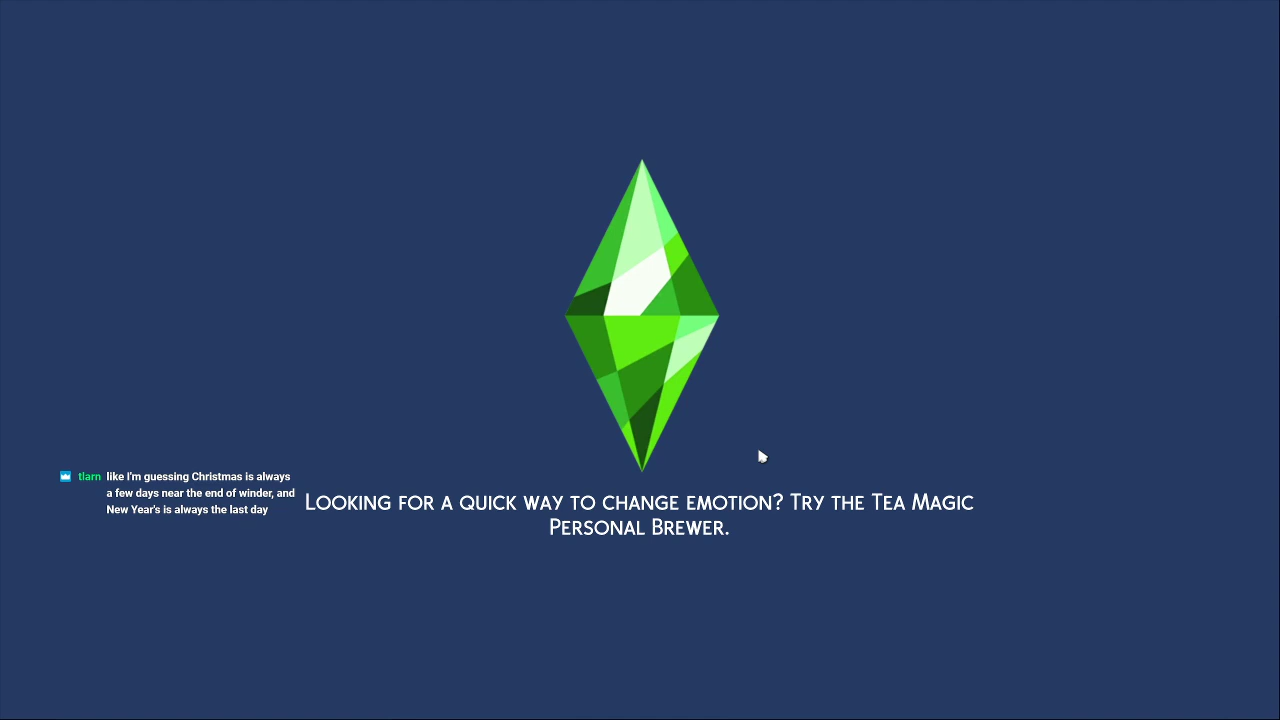 tlarn like I'm guessing Christmas is always
a few days near the end of winder, and
New Year's is always the last day
Looking for a quick way to change emotion? Try the Tea Magic
Personal Brewer.